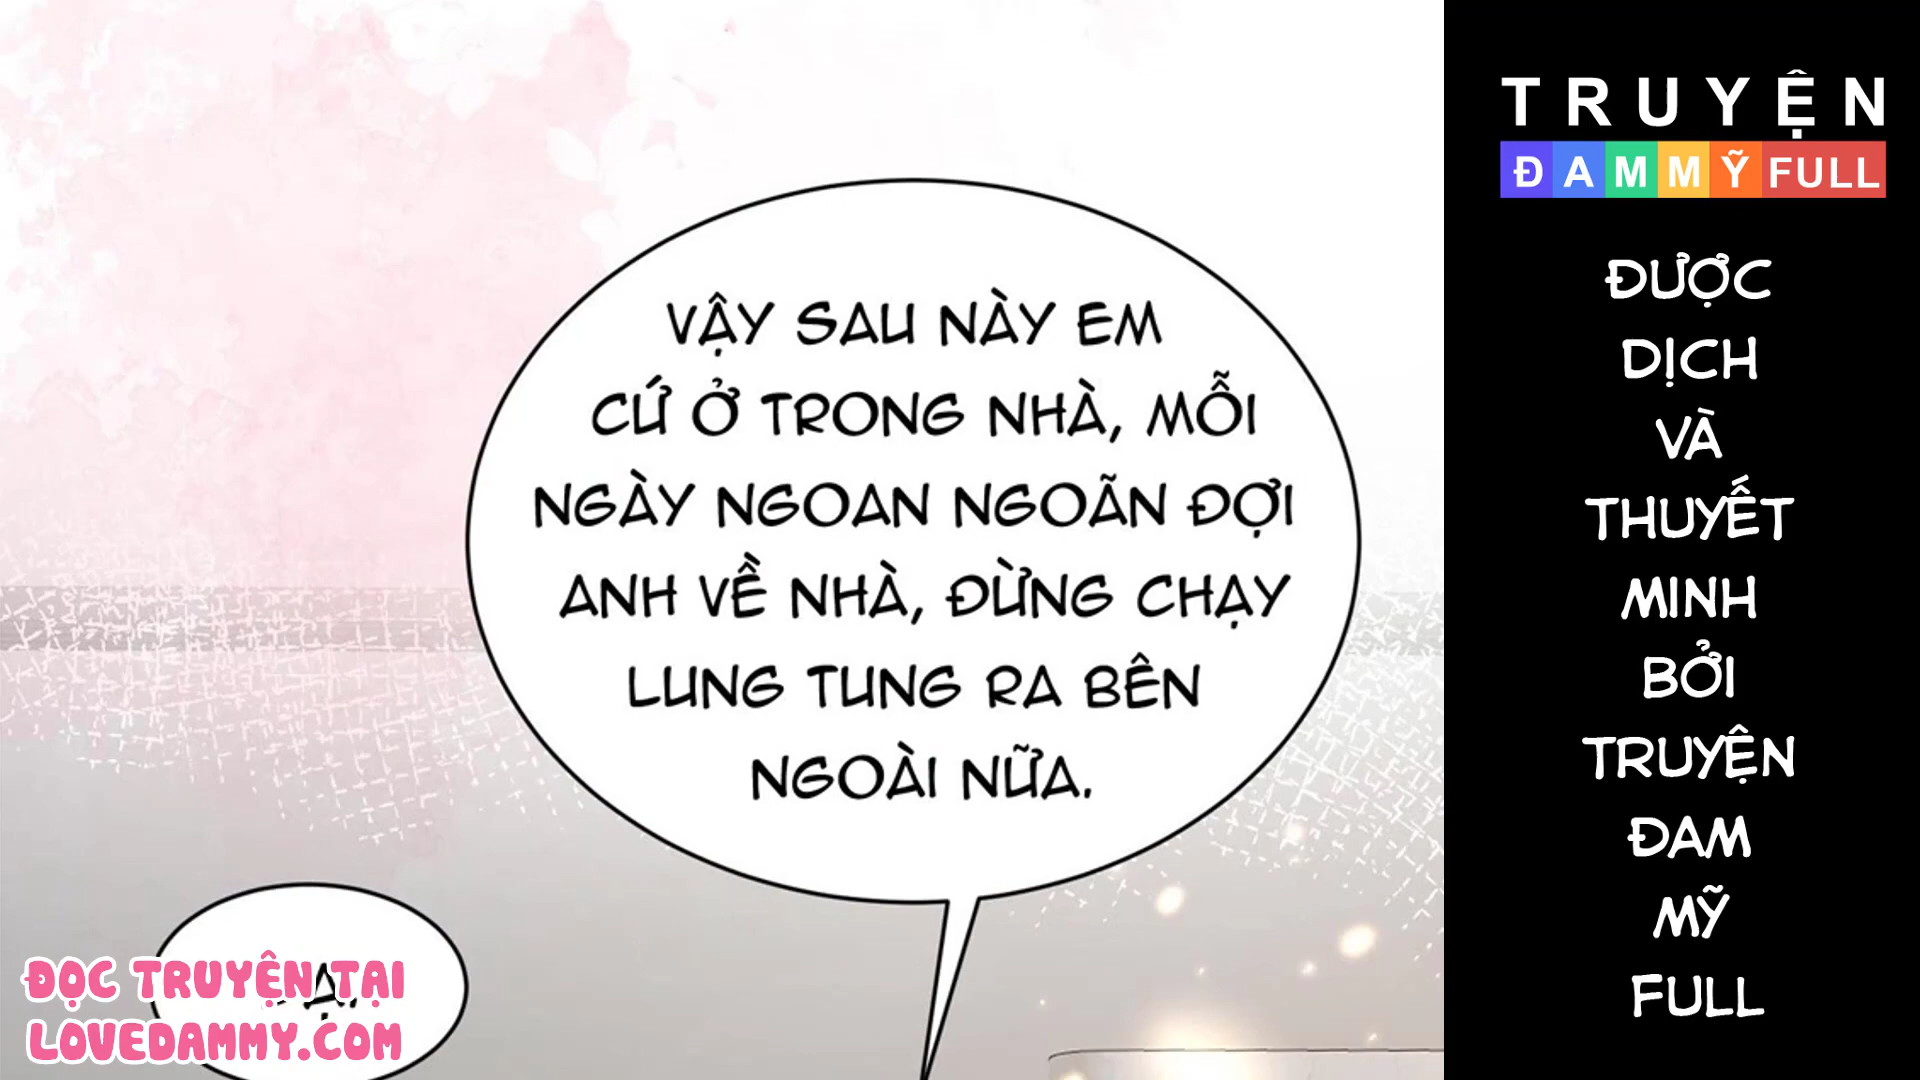 VẬY SAU NÀY EM
CỨ Ở TRONG NHÀ, MỖI
NGÀY NGOAN NGOÃN ĐỢI
ANH VỀ NHÀ, ĐỪNG CHẠY
LUNG TUNG RA BÊN
NGOÀI NỮA.
ĐỌC TRUYỆN TẠI
LOVEDAMMY.COM
TRUYỆN
ĐAMMỸFULL
ĐƯỢC
DỊCH
VÀ
THUYẾT
MINH
BỞI
TRUYỆN
ĐAM
MỸ
FULL